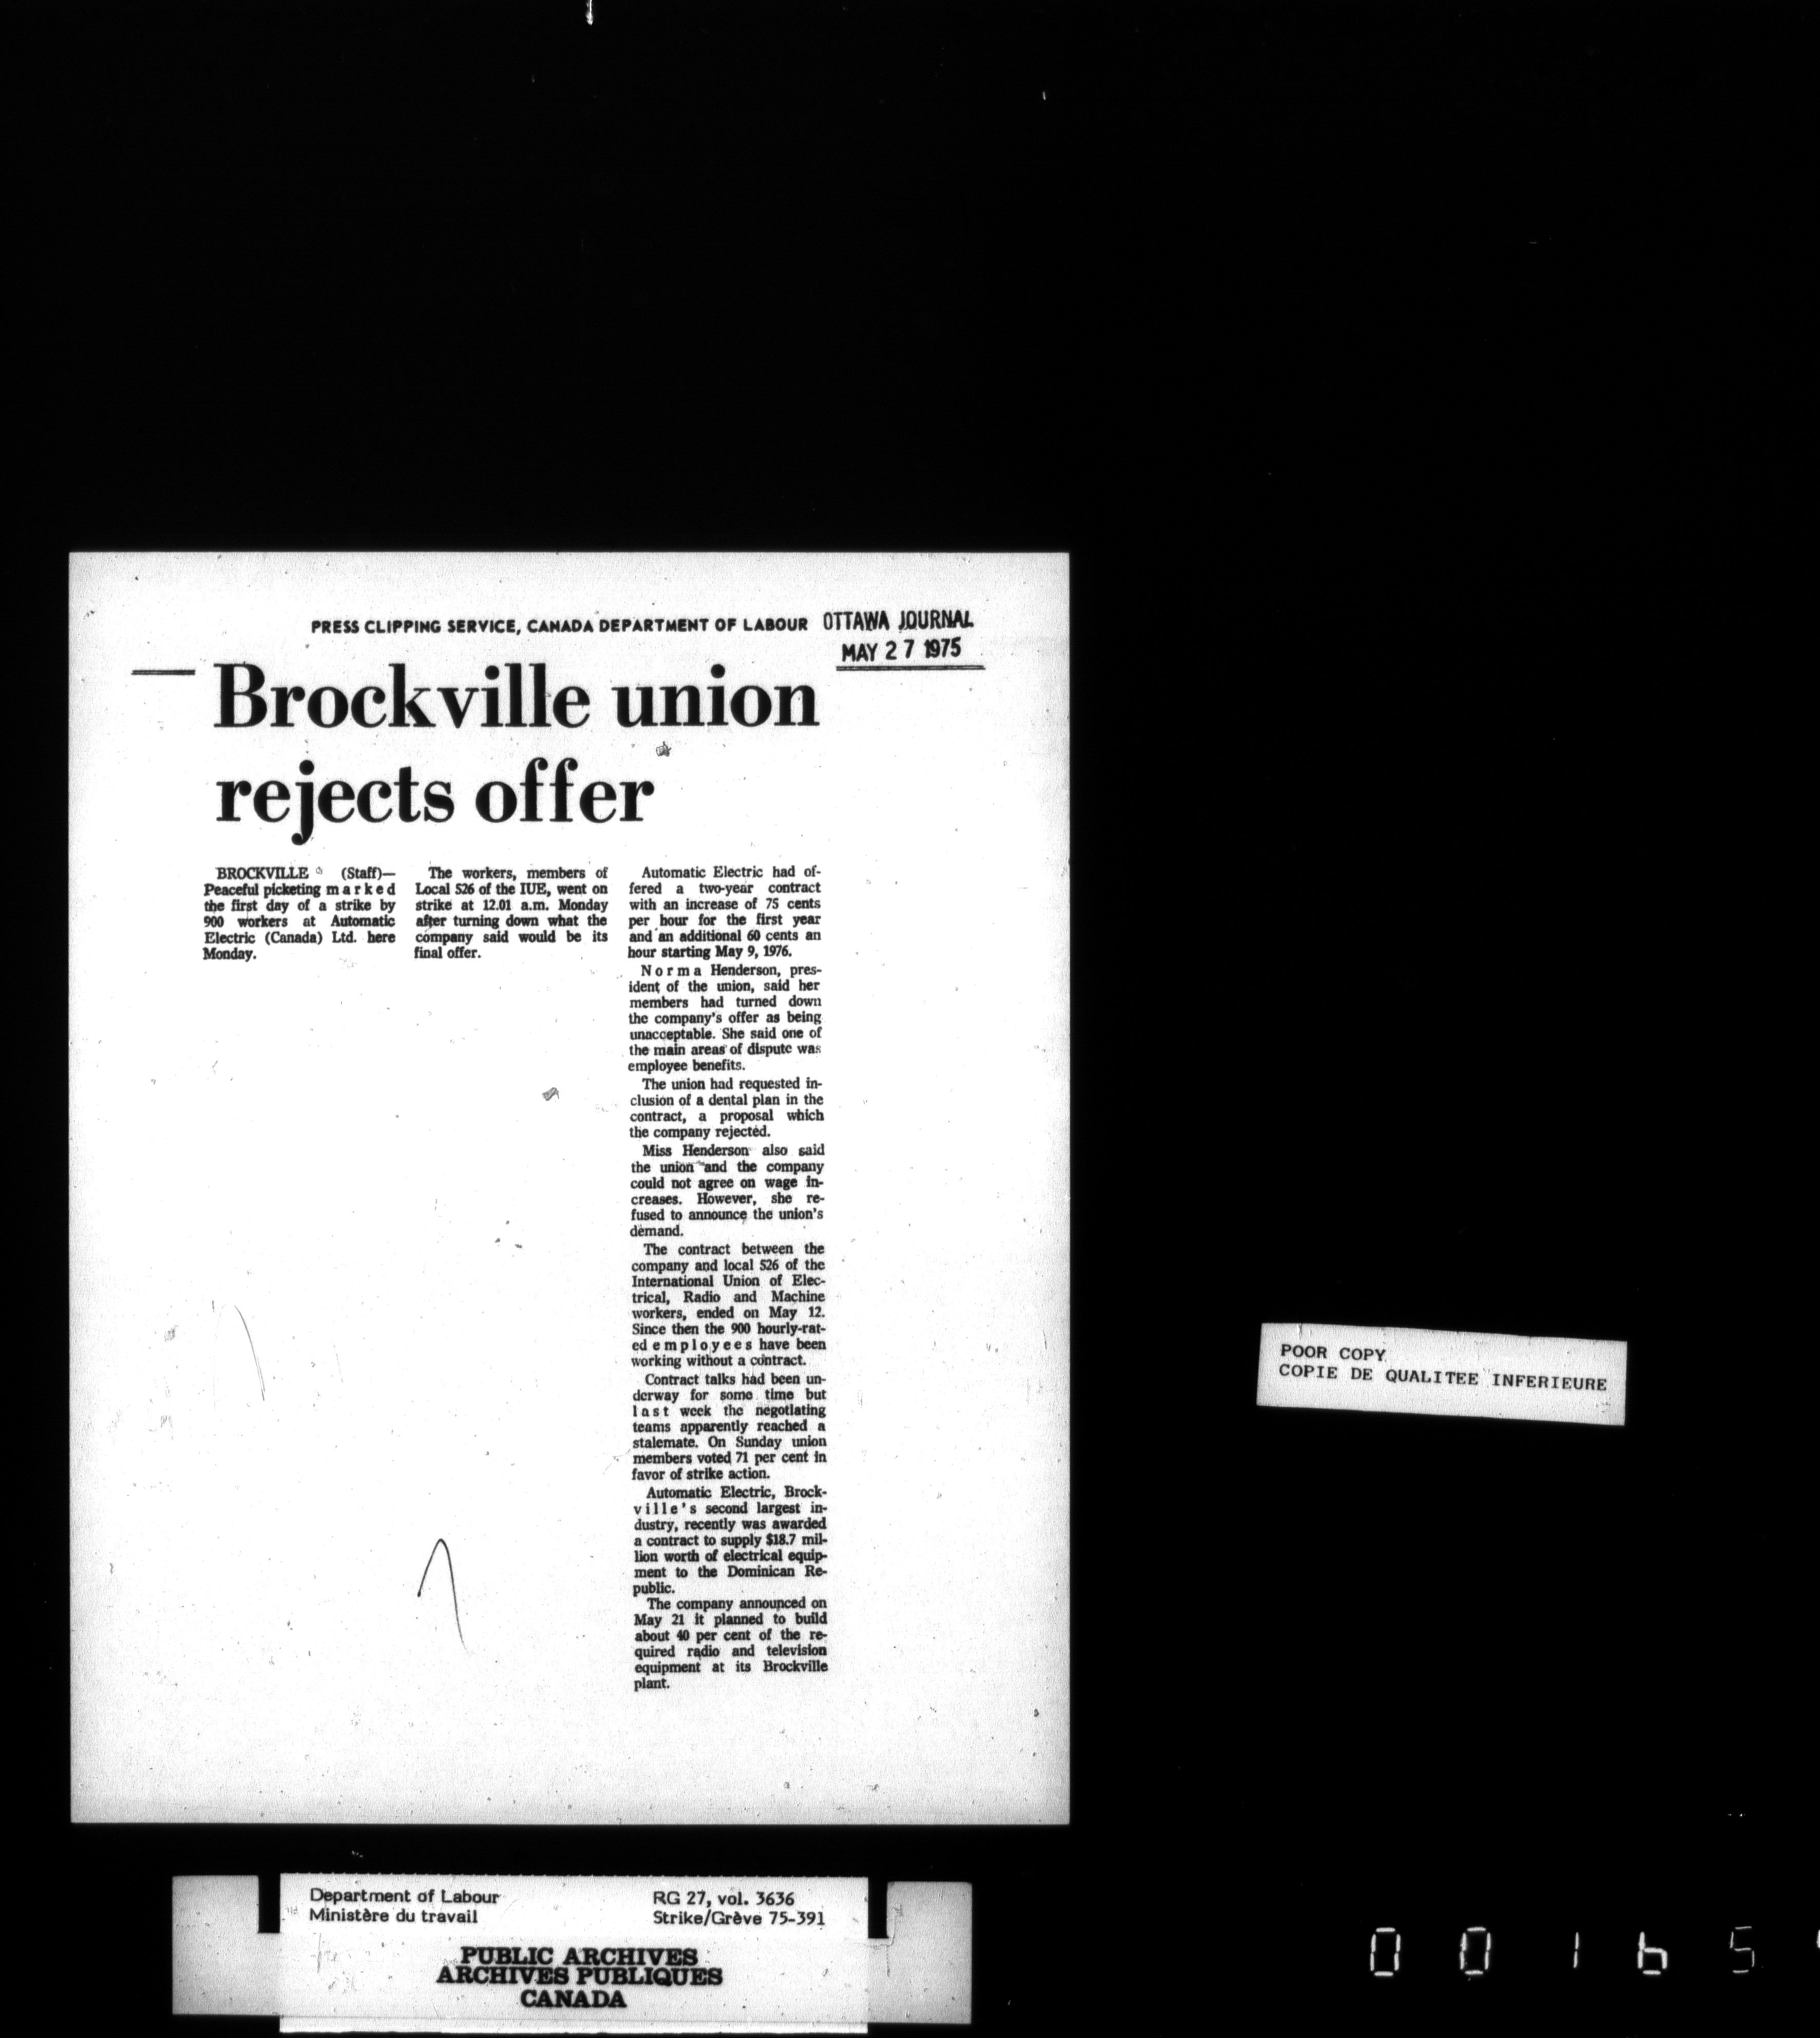 PRESS CLIPPING SERVICE, CANADA DEPARTMENT OF LABOUR OTTAWA JOURNAL
MAY 27 1975
Brockville union
rejects offer
BROCKVILLE (Staff)—
Peaceful picketing marked
the first day of a strike by
900 workers at Automatic
Electric (Canada) Ltd. here
Monday.
The workers, members of
Local 526 of the IUE, went on
strike at 12.01 a.m. Monday
after turning down what the
company said would be its
final offer.
Automatic Electric had of-
fered a two-year contract
with an increase of 75 cents
per hour for the first year
and an additional 60 cents an
hour starting May 9, 1976.
Norma Henderson, pres-
ident of the union, said her
members had turned down
the company's offer as being
unacceptable. She said one of
the main areas of dispute was
employee benefits.
The union had requested in-
clusion of a dental plan in the
contract, a proposal which
the company rejected.
Miss Henderson also said
the union and the company
could not agree on wage in-
creases. However, she re-
fused to announce the union's
demand.
The contract between the
company and local 526 of the
International Union of Elec-
trical, Radio and Machine
workers, ended on May 12.
Since then the 900 hourly-rat-
ed employees have been
working without a contract.
Contract talks had been un-
derway for some time but
last week the negotiating
teams apparently reached a
stalemate. On Sunday union
members voted 71 per cent in
favor of strike action.
Automatic Electric, Brock-
ville's second largest in-
dustry, recently was awarded
a contract to supply $18.7 mil-
lion worth of electrical equip-
ment to the Dominican Re-
public.
The company announced on
May 21 it planned to build
about 40 per cent of the re-
quired radio and television
equipment at its Brockville
plant.
POOR COPY
COPIE DE QUALITEE INFERIEURE
Department of Labour
Ministère du travail
RG 27, vol. 3636
Strike/Grève 75-391
PUBLIC ARCHIVES
ARCHIVES PUBLIQUES
CANADA
0 0 1 6 5